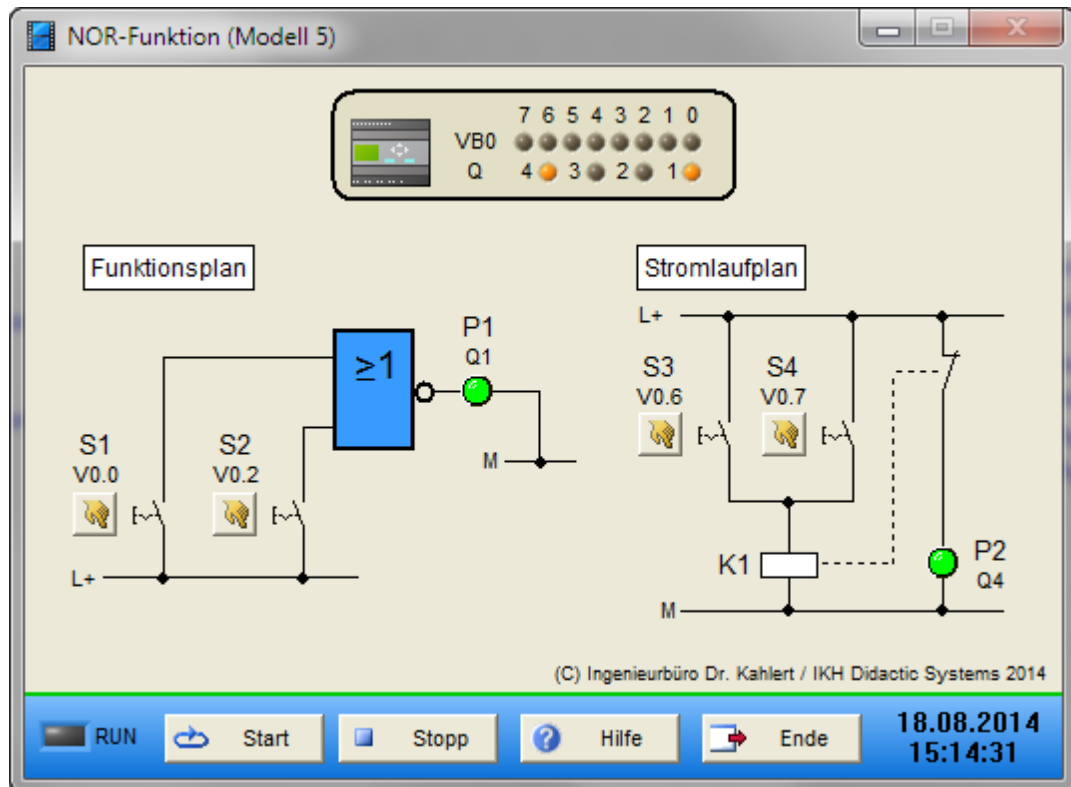 NOR-Funktion (Modell 5)
7 6 5 4 3 2 1 0
VB0
Q 4 3 2 1
Funktionsplan
Stromlaufplan
≥1
P1
Q1
M
S1
V0.0
S2
V0.2
L+
L+
S3
V0.6
S4
V0.7
K1
P2
Q4
M
(C) Ingenieurbüro Dr. Kahlert / IKH Didactic Systems 2014
RUN
Start
Stopp
Hilfe
Ende
18.08.2014
15:14:31